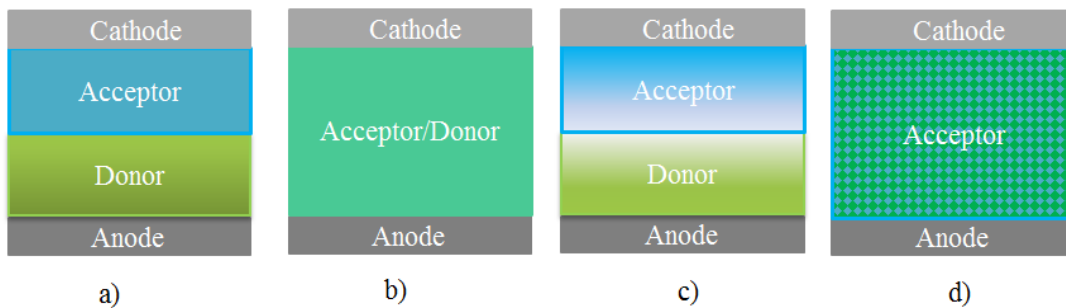 Cathode
Acceptor
Donor
Anode
a)
Cathode
Acceptor/Donor
Anode
b)
Cathode
Acceptor
Donor
Anode
c)
Cathode
Acceptor
Anode
d)